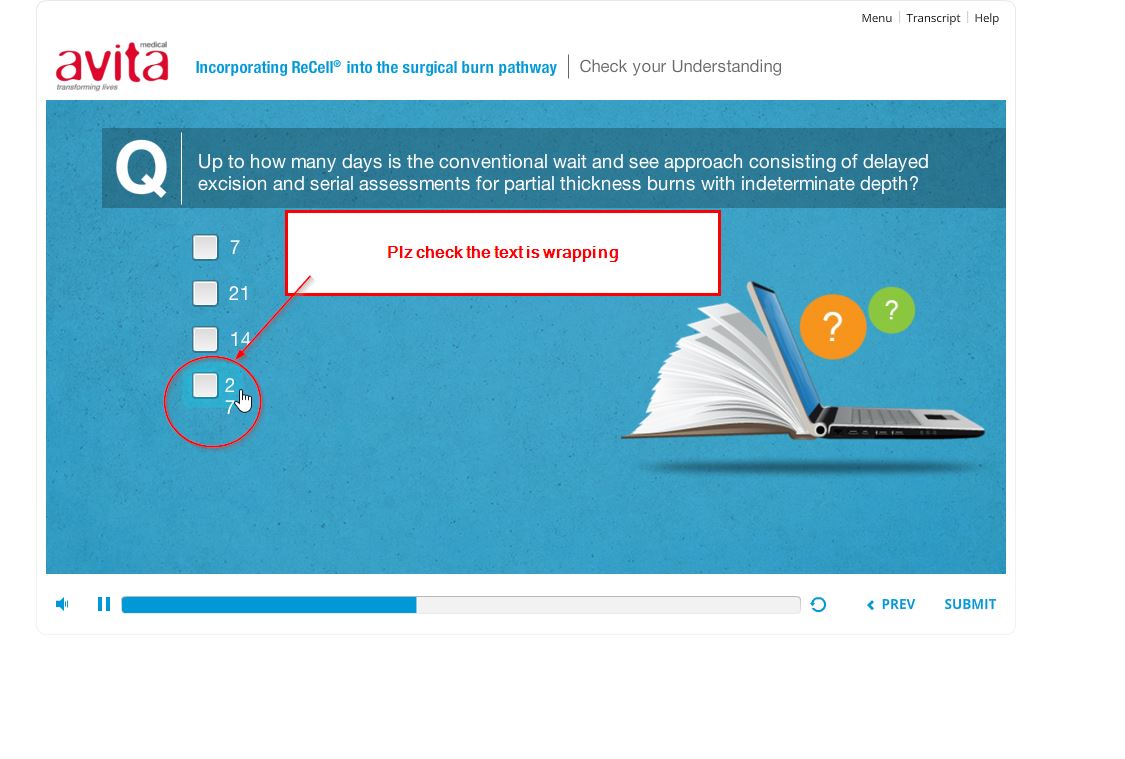 Menu Transcript Help
medical
avita
transforming lives
Incorporating ReCell® into the surgical burn pathway Check your Understanding
Q Up to how many days is the conventional wait and see approach consisting of delayed
excision and serial assessments for partial thickness burns with indeterminate depth?
7
Plz check the text is wrapping
21
14
2
7
?
?
PREV SUBMIT